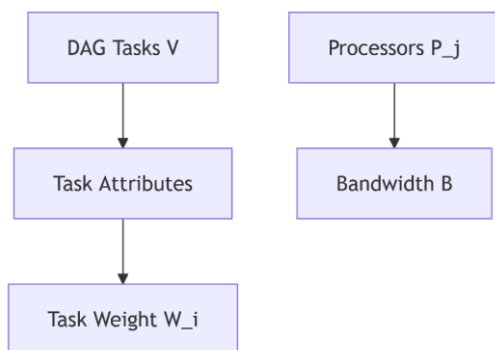 DAG Tasks V
Processors P_j
Task Attributes
Bandwidth B
Task Weight W_i